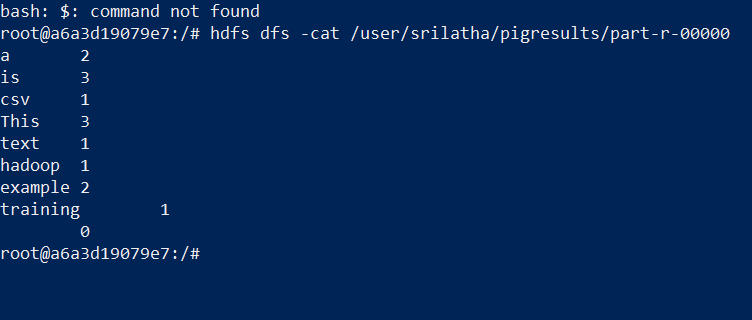 bash: $: command not found
root@a6a3d19079e7:/# hdfs dfs -cat /user/srilatha/pigresults/part-r-00000
a       2
is      3
csv     1
This    3
text    1
hadoop  1
example 2
training        1
        0
root@a6a3d19079e7:/#